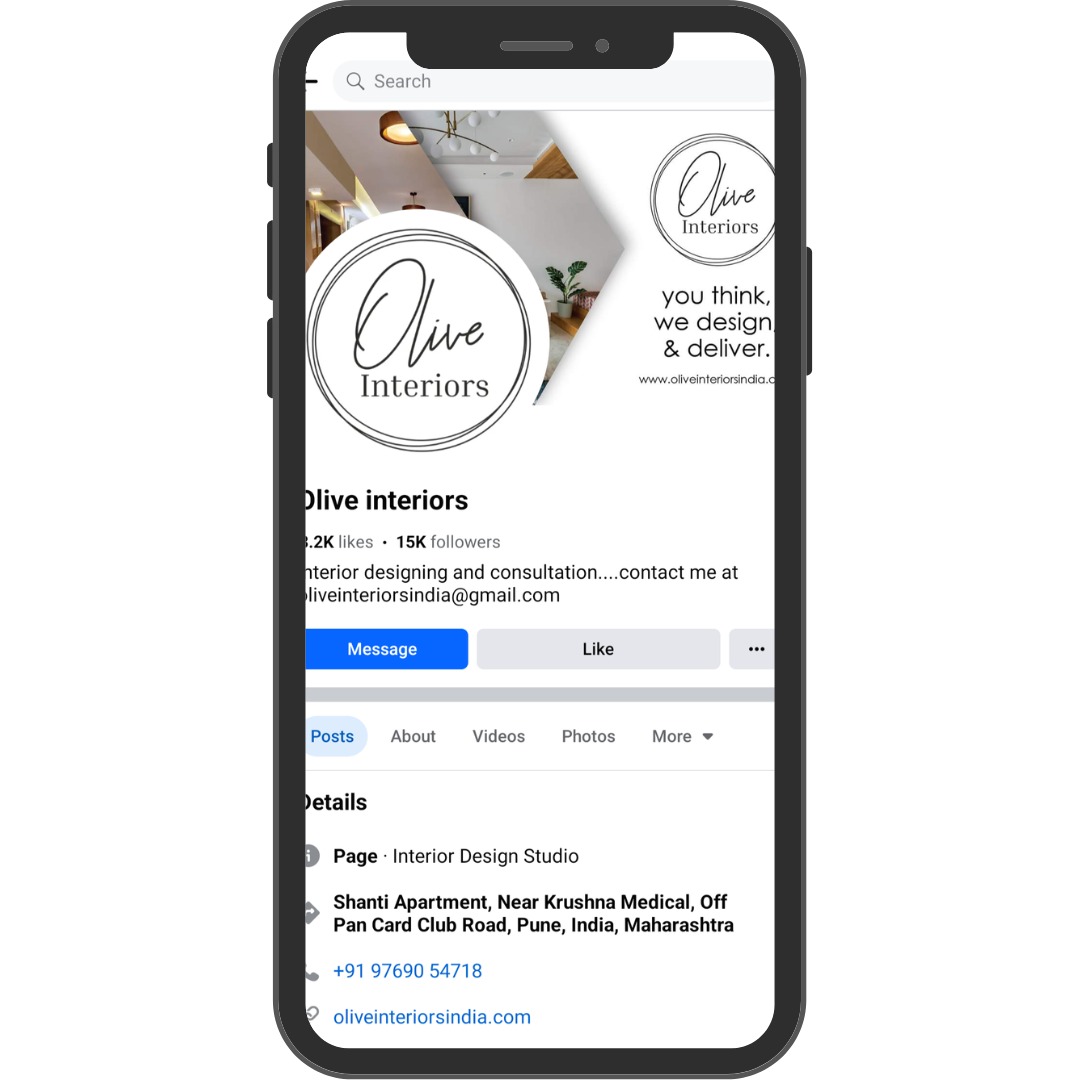 Search
Olive
Interiors
you think,
we design,
& deliver.
www.oliveinteriorsindia.c
Olive
Interiors
Olive interiors
3.2K likes • 15K followers
Interior designing and consultation....contact me at
oliveinteriorsindia@gmail.com
Message Like ...
Posts About Videos Photos More
Details
Page · Interior Design Studio
Shanti Apartment, Near Krushna Medical, Off
Pan Card Club Road, Pune, India, Maharashtra
+91 97690 54718
oliveinteriorsindia.com